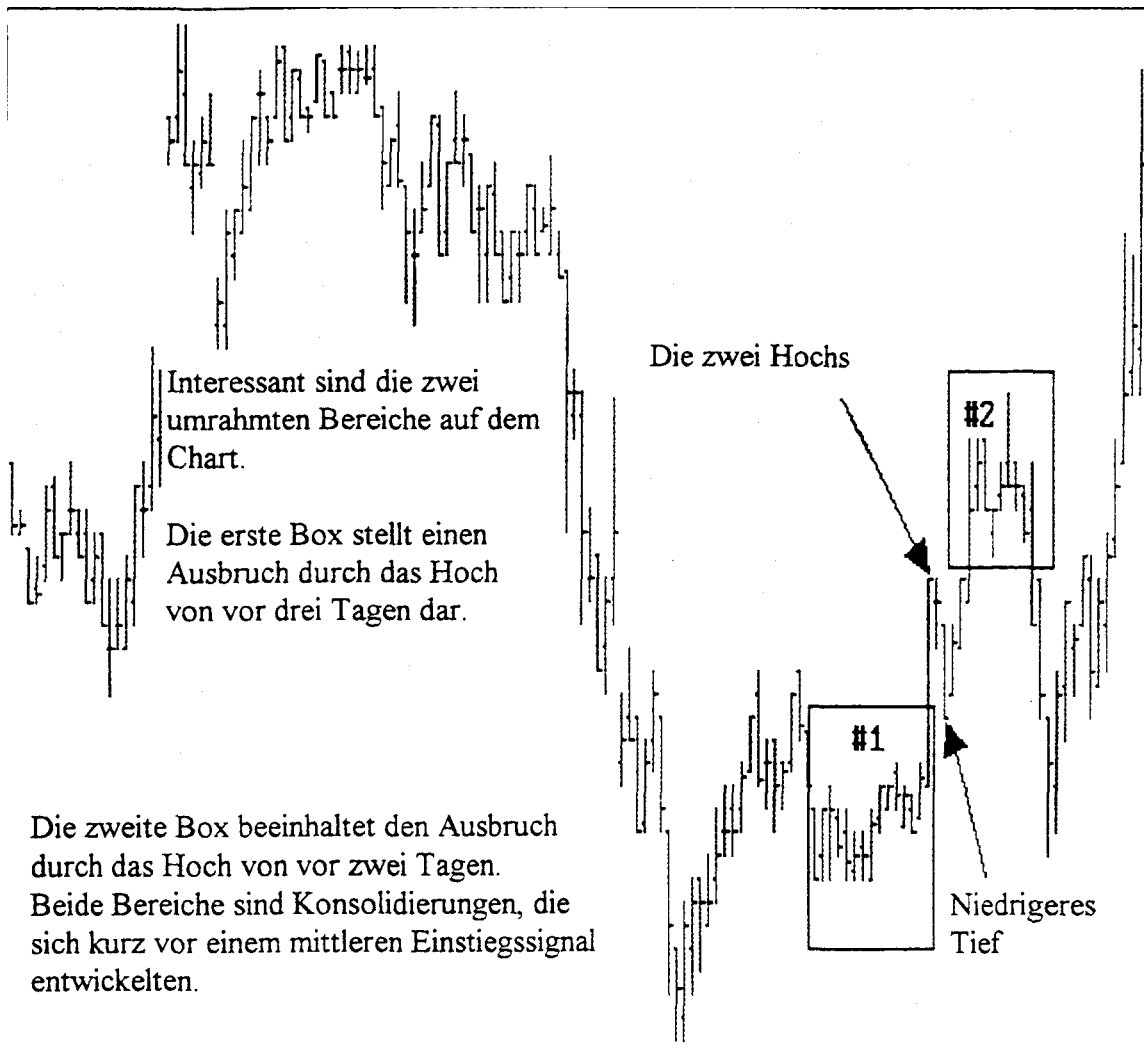 Die zwei Hochs
Interessant sind die zwei
umrahmten Bereiche auf dem
Chart.
#2
Die erste Box stellt einen
Ausbruch durch das Hoch
von vor drei Tagen dar.
#1
Die zweite Box beeinhaltet den Ausbruch
durch das Hoch von vor zwei Tagen.
Beide Bereiche sind Konsolidierungen, die
sich kurz vor einem mittleren Einstiegssignal
entwickelten.
Niedrigeres
Tief